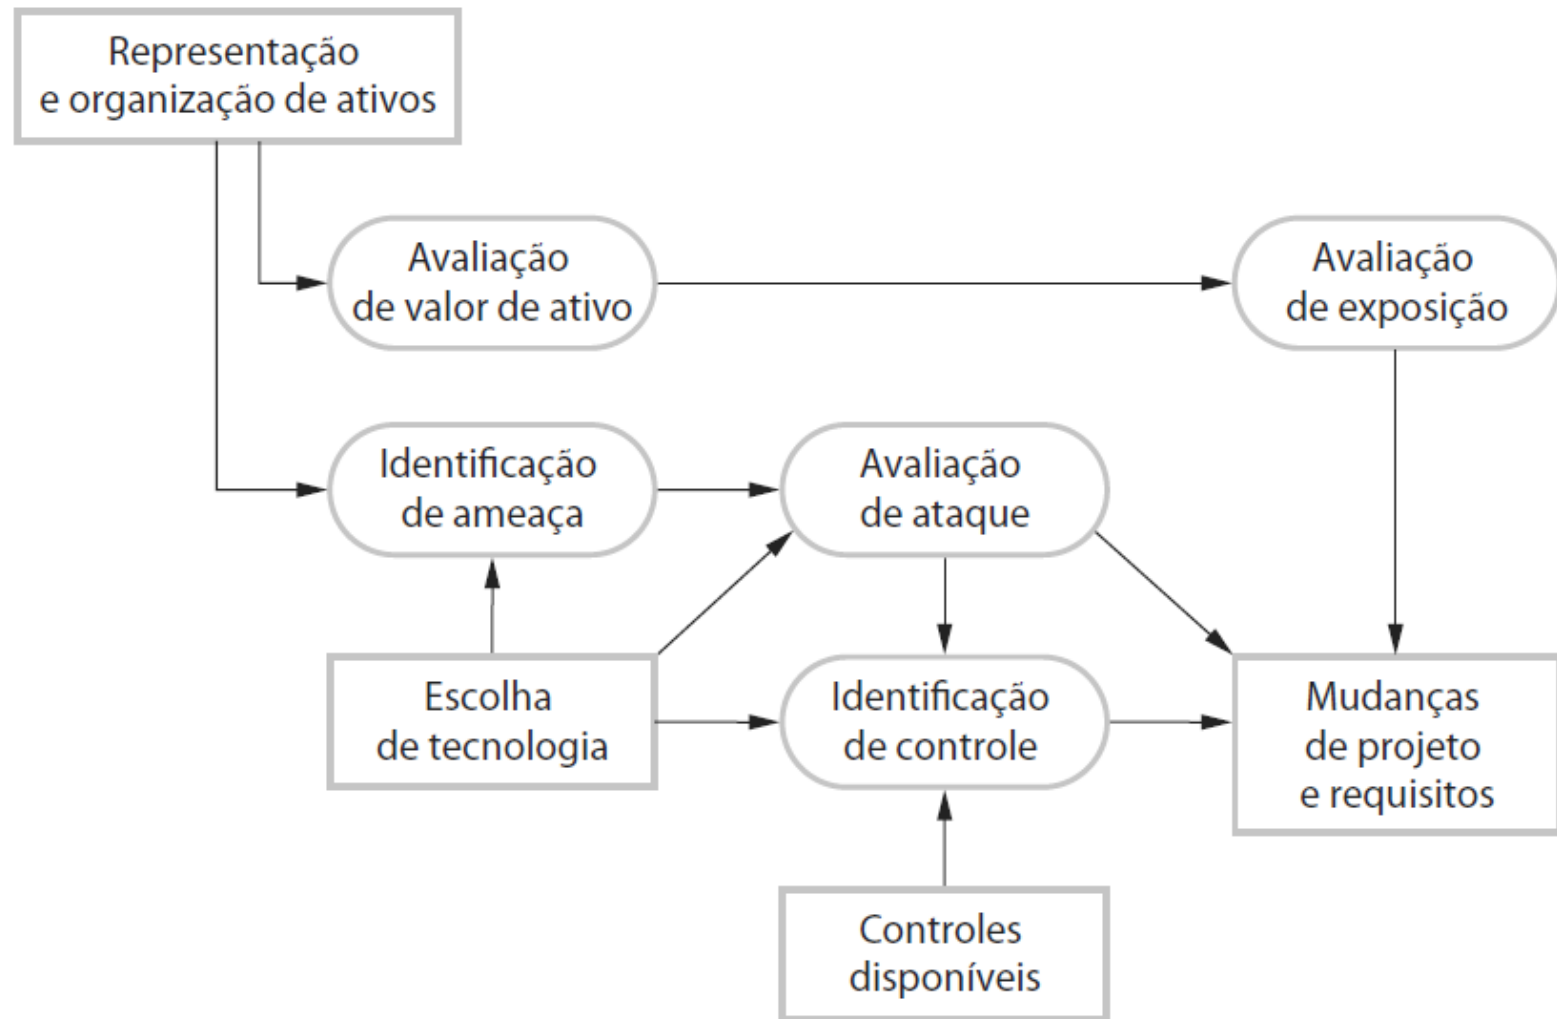 Representação
e organização de ativos
Avaliação
de valor de ativo
Avaliação
de exposição
Identificação
de ameaça
Avaliação
de ataque
Escolha
de tecnologia
Identificação
de controle
Mudanças
de projeto
e requisitos
Controles
disponíveis